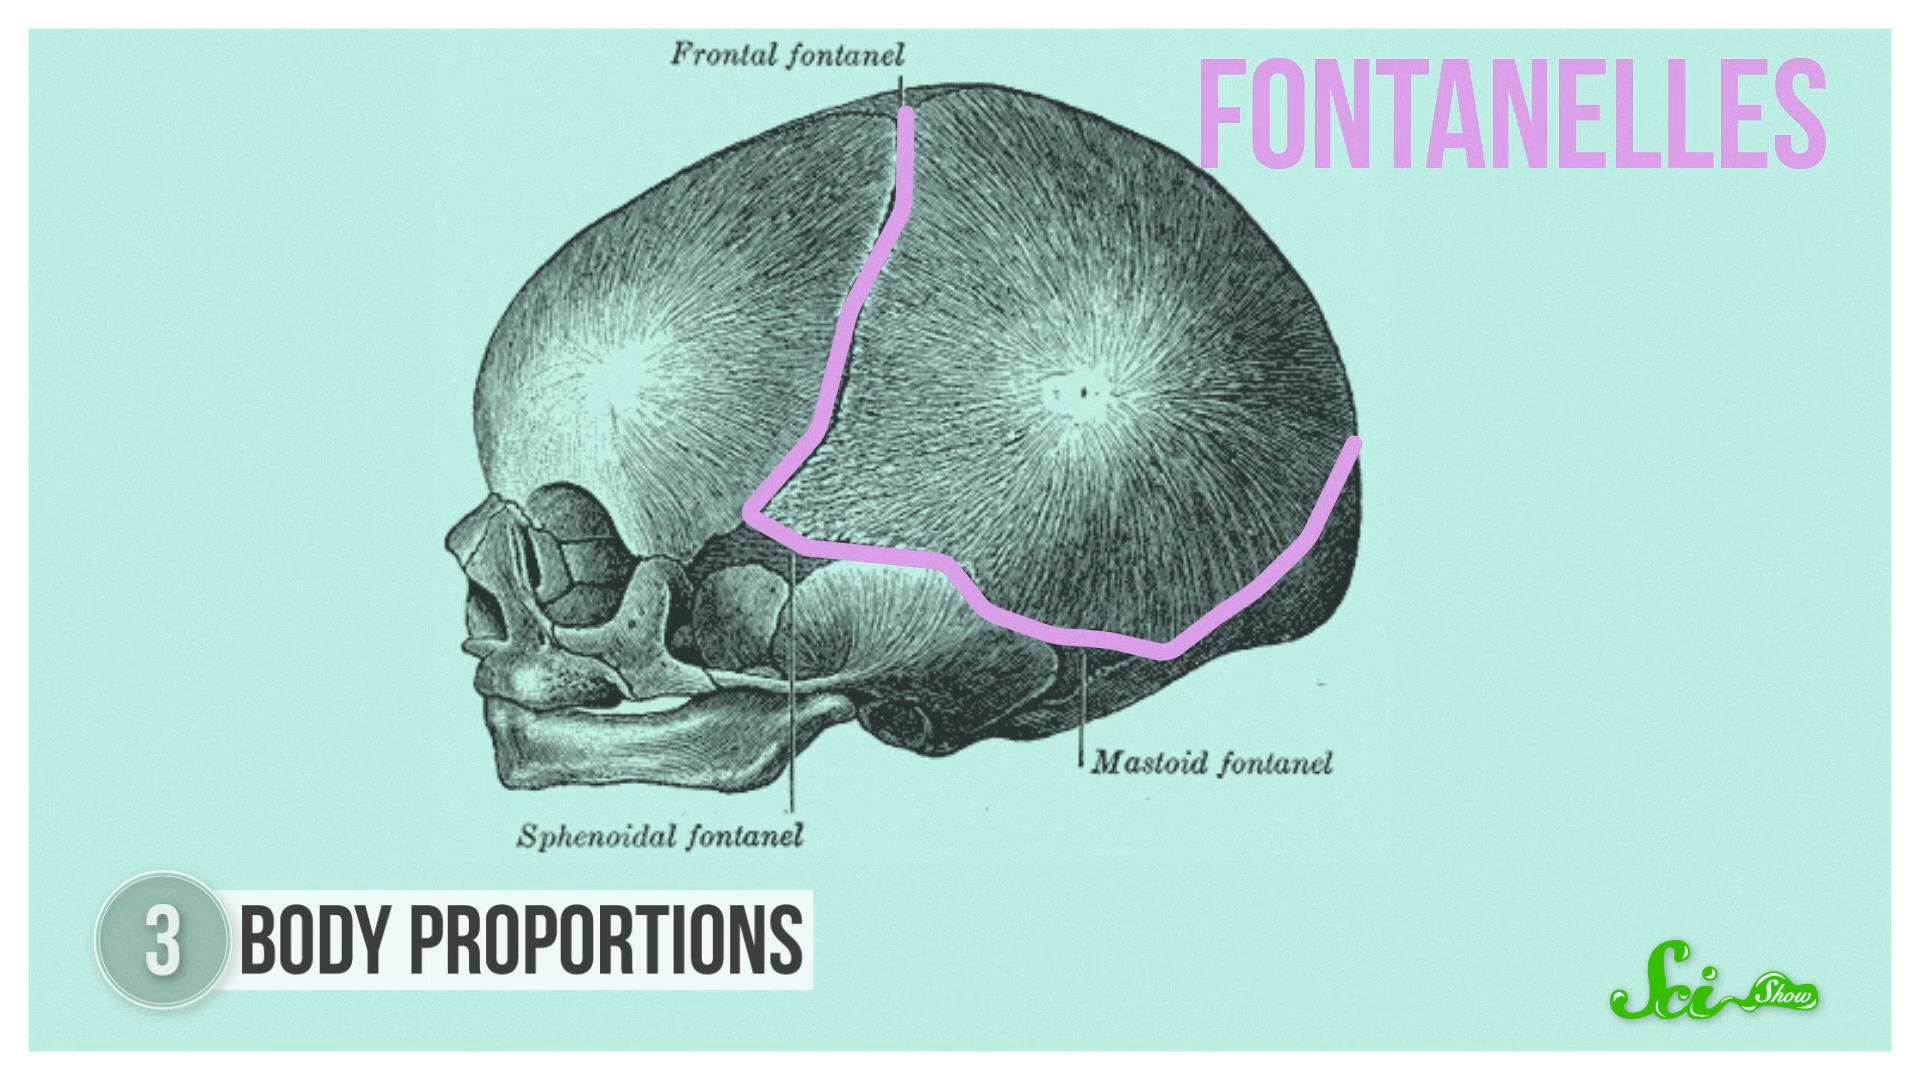 Frontal fontanel
FONTANELLES
Mastoid fontanel
Sphenoidal fontanel
3 BODY PROPORTIONS
Sci Show